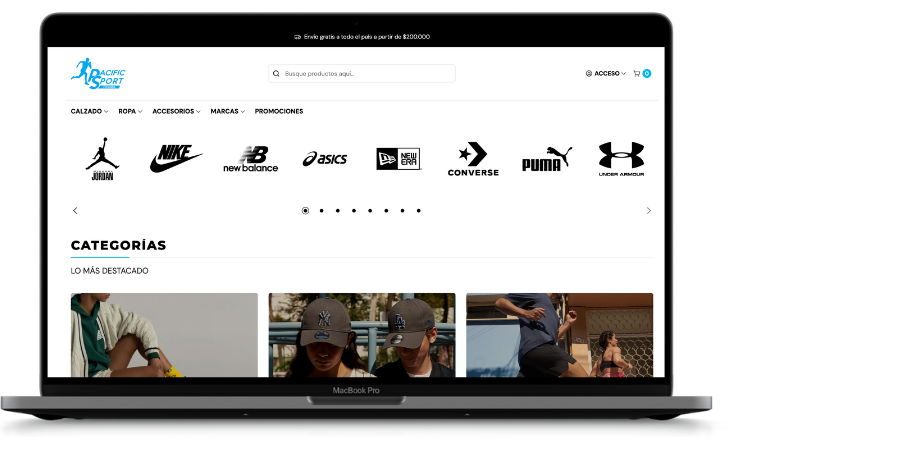 Envío gratis a todo el país a partir de $200.000
PACIFIC
SPORT
Busque productos aquí...
ACCESO
0
CALZADO
ROPA
ACCESORIOS
MARCAS
PROMOCIONES
JORDAN
NIKE
new balance
asics
NEW
ERA
CONVERSE
PUMA
UNDER ARMOUR
CATEGORÍAS
LO MÁS DESTACADO
NY
LA
MacBook Pro